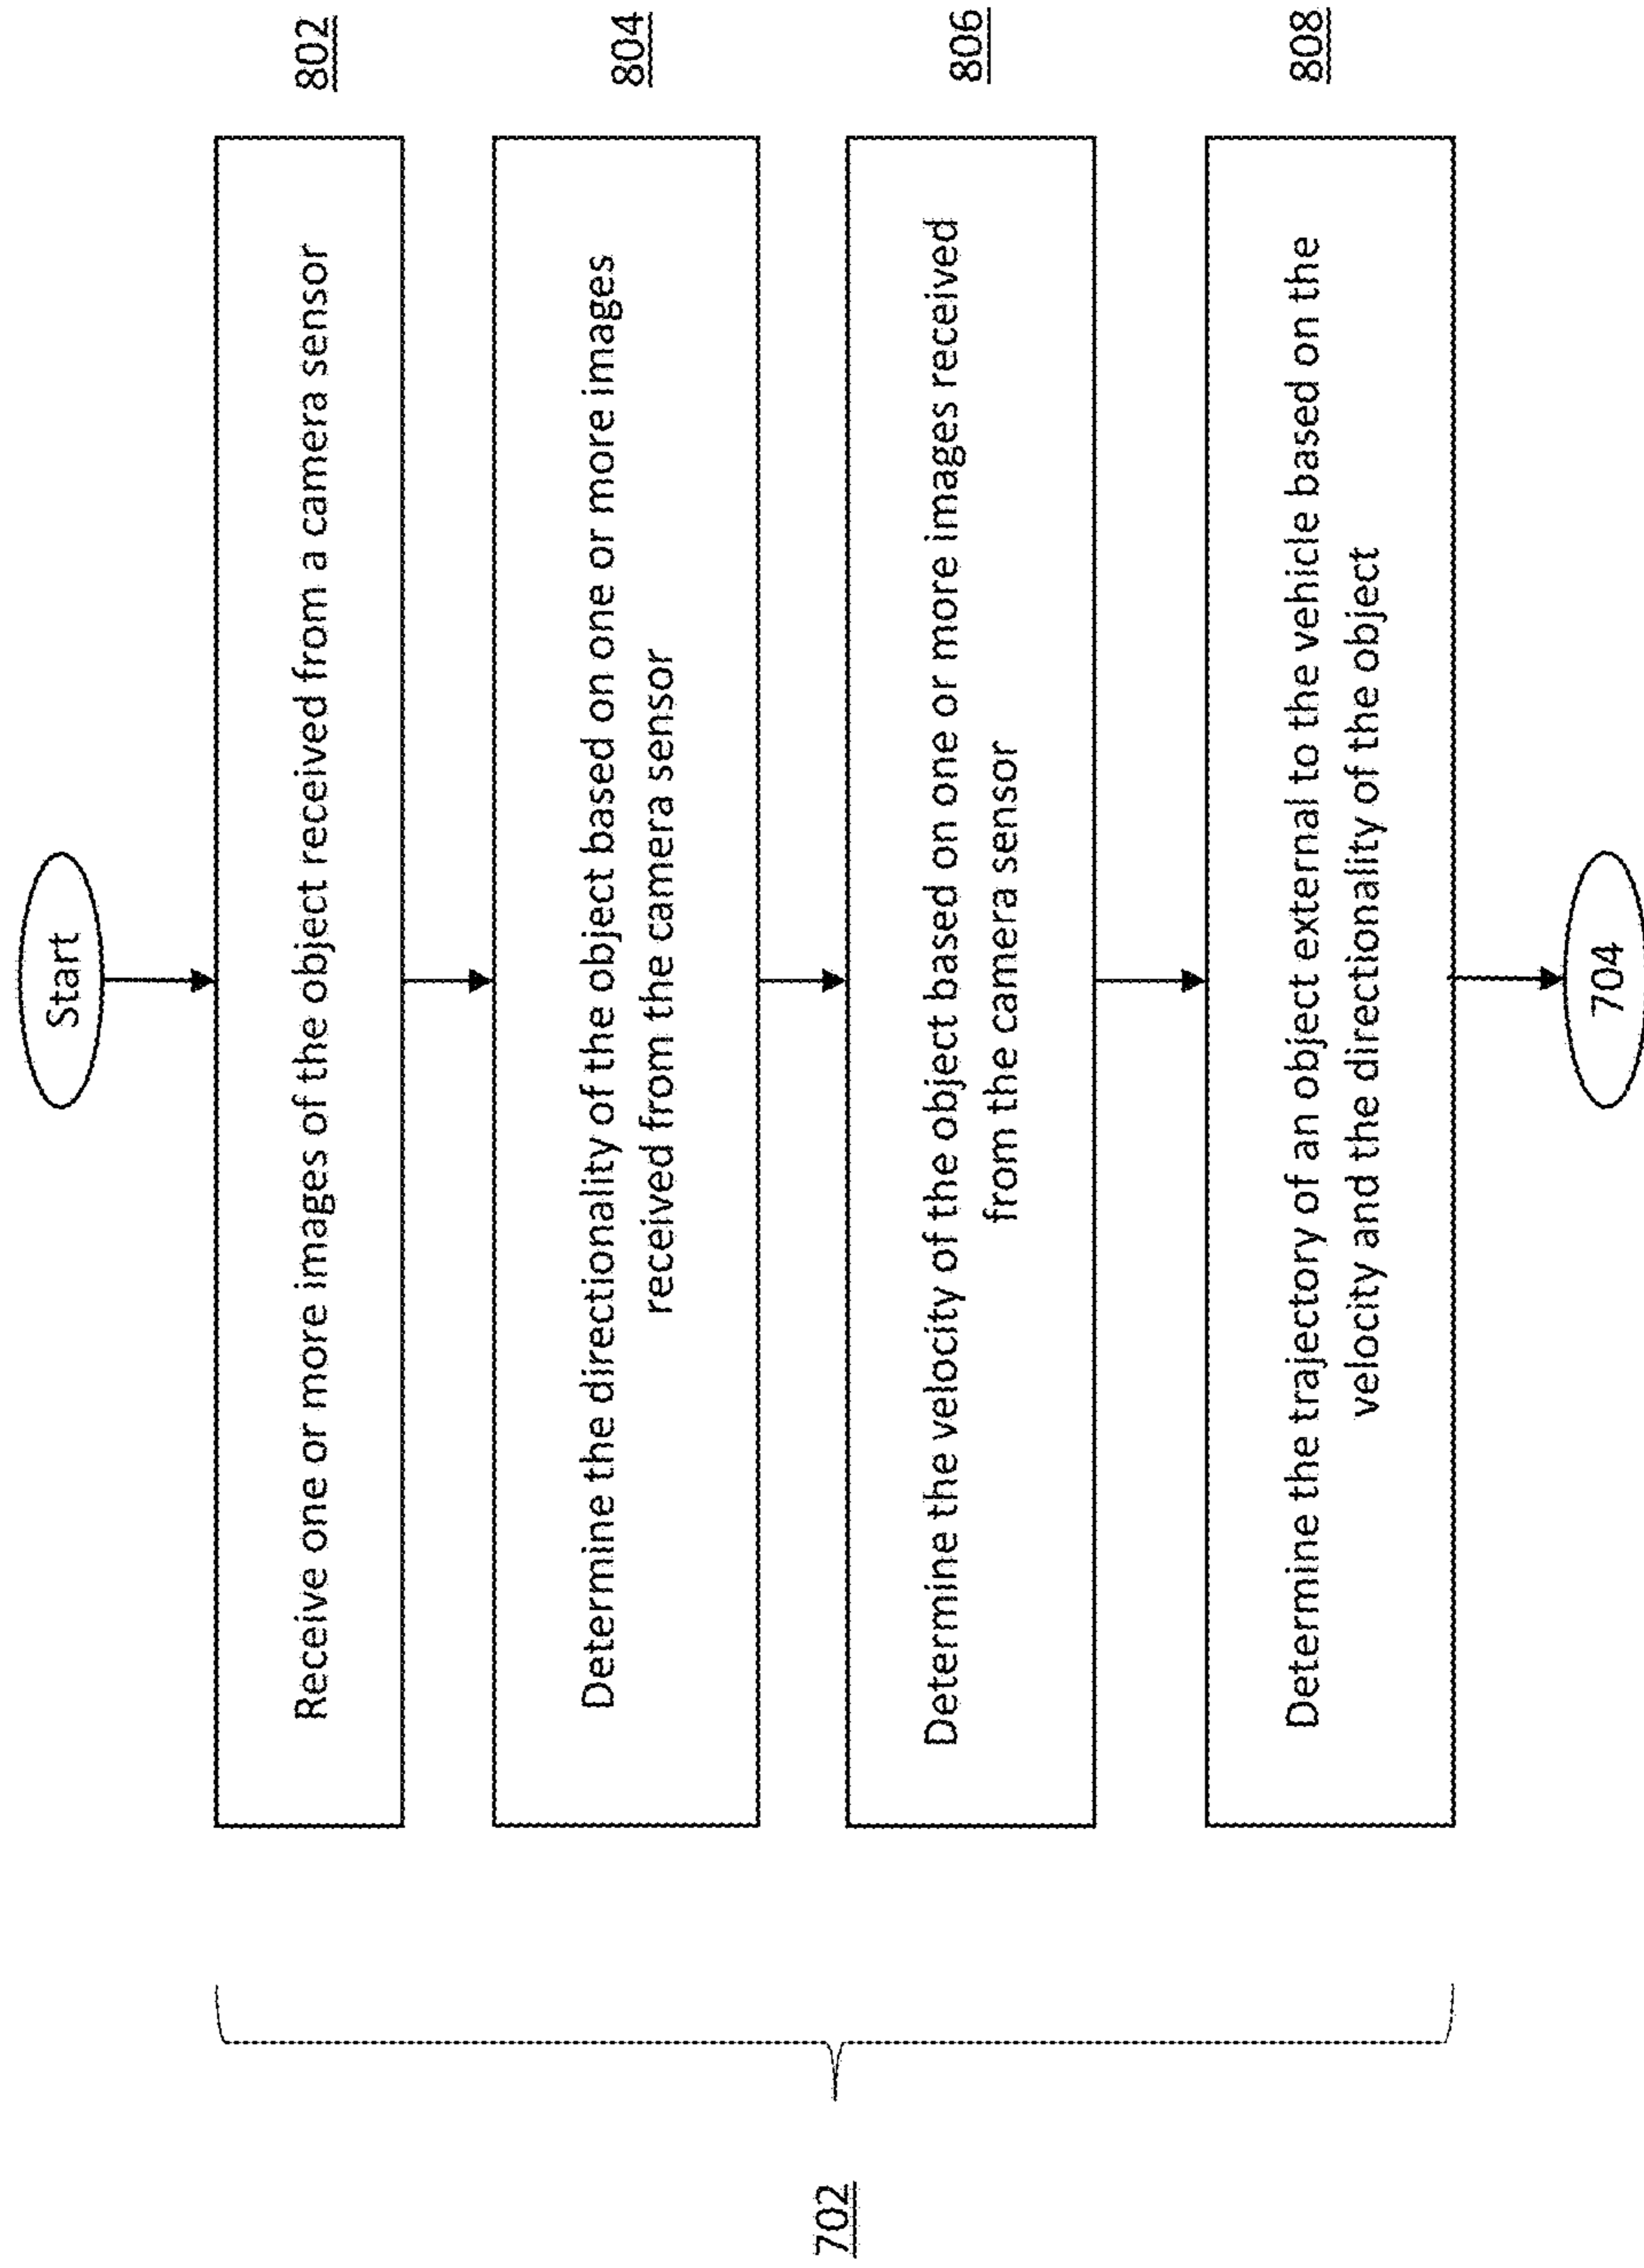 Start
Receive one or more images of the object received from a camera sensor
802
Determine the directionality of the object based on one or more images
received from the camera sensor
804
Determine the velocity of the object based on one or more images received
from the camera sensor
806
Determine the trajectory of an object external to the vehicle based on the
velocity and the directionality of the object
808
702
704